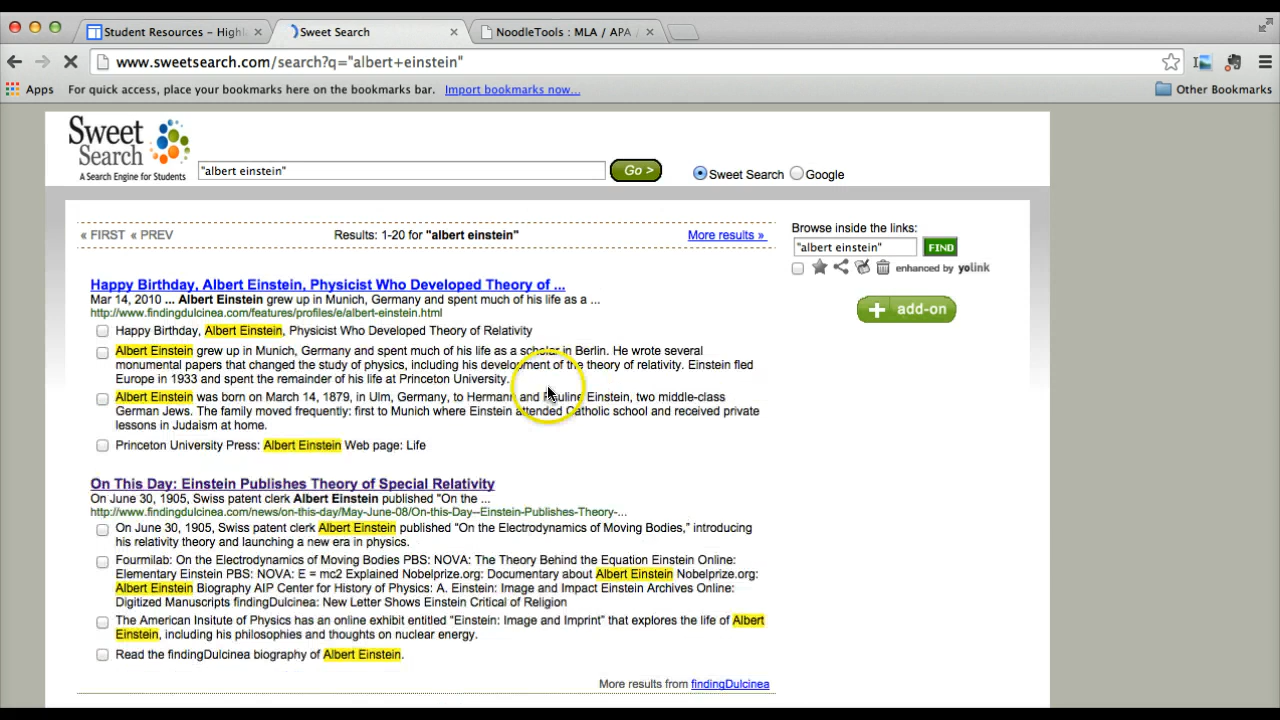 Student Resources - Highl
Sweet Search
NoodleTools : MLA / APA /
www.sweetsearch.com/search?q="albert+einstein"
Apps
For quick access, place your bookmarks here on the bookmarks bar.
Import bookmarks now...
Other Bookmarks
Sweet
Search
A Search Engine for Students
"albert einstein"
Go >
Sweet Search
Google
« FIRST « PREV
Results: 1-20 for "albert einstein"
More results »
Browse inside the links:
"albert einstein"
FIND
enhanced by yolink
+ add-on
Happy Birthday, Albert Einstein, Physicist Who Developed Theory of ...
Mar 14, 2010 ... Albert Einstein grew up in Munich, Germany and spent much of his life as a ...
http://www.findingdulcinea.com/features/profiles/e/albert-einstein.html
Happy Birthday, Albert Einstein, Physicist Who Developed Theory of Relativity
Albert Einstein grew up in Munich, Germany and spent much of his life as a scholar in Berlin. He wrote several
monumental papers that changed the study of physics, including his development of the theory of relativity. Einstein fled
Europe in 1933 and spent the remainder of his life at Princeton University.
Albert Einstein was born on March 14, 1879, in Ulm, Germany, to Hermann and Pauline Einstein, two middle-class
German Jews. The family moved frequently: first to Munich where Einstein attended Catholic school and received private
lessons in Judaism at home.
Princeton University Press: Albert Einstein Web page: Life
On This Day: Einstein Publishes Theory of Special Relativity
On June 30, 1905, Swiss patent clerk Albert Einstein published "On the ...
http://www.findingdulcinea.com/news/on-this-day/May-June-08/On-this-Day--Einstein-Publishes-Theory-...
On June 30, 1905, Swiss patent clerk Albert Einstein published "On the Electrodynamics of Moving Bodies," introducing
his relativity theory and launching a new era in physics.
Fourmilab: On the Electrodynamics of Moving Bodies PBS: NOVA: The Theory Behind the Equation Einstein Online:
Elementary Einstein PBS: NOVA: E = mc2 Explained Nobelprize.org: Documentary about Albert Einstein Nobelprize.org:
Albert Einstein Biography AIP Center for History of Physics: A. Einstein: Image and Impact Einstein Archives Online:
Digitized Manuscripts findingDulcinea: New Letter Shows Einstein Critical of Religion
The American Insitute of Physics has an online exhibit entitled "Einstein: Image and Imprint" that explores the life of Albert
Einstein, including his philosophies and thoughts on nuclear energy.
Read the findingDulcinea biography of Albert Einstein.
More results from findingDulcinea